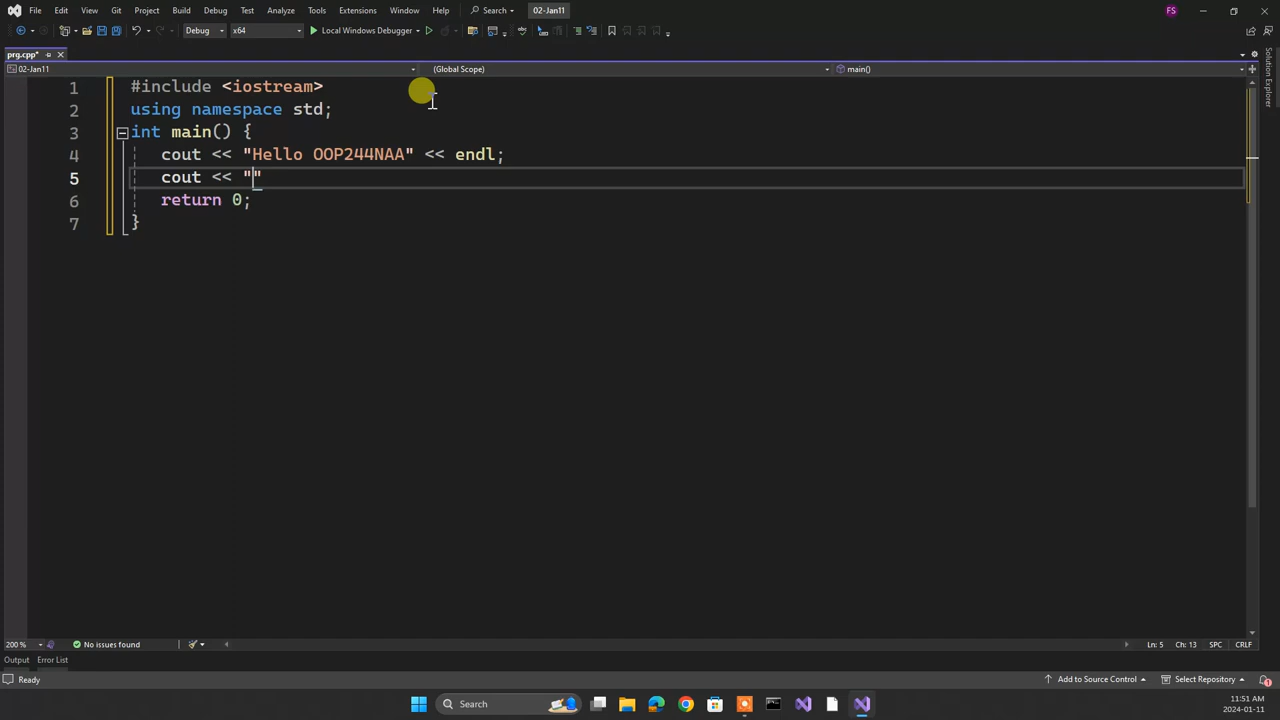 File Edit View Git Project Build Debug Test Analyze Tools Extensions Window Help Search 02-Jan11 FS
Debug x64 Local Windows Debugger
prg.cpp*
02-Jan11 (Global Scope) main()
1 #include <iostream>
2 using namespace std;
3 int main() {
4 cout << "Hello OOP244NAA" << endl;
5 cout << ""
6 return 0;
7 }
Solution Explorer
200 % No issues found Ln: 5 Ch: 13 SPC CRLF
Output Error List
Ready Add to Source Control Select Repository 1
Search
11:51 AM
2024-01-11